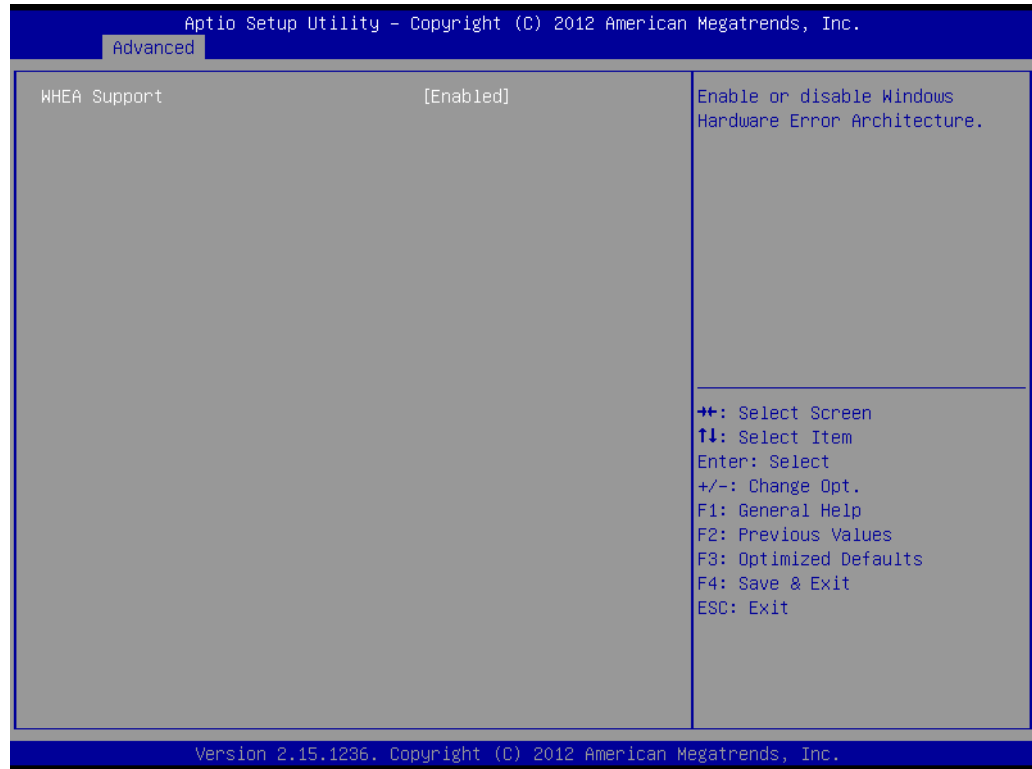 Aptio Setup Utility – Copyright (C) 2012 American Megatrends, Inc.
Advanced
WHEA Support [Enabled]
Enable or disable Windows
Hardware Error Architecture.
→←: Select Screen
↑↓: Select Item
Enter: Select
+/-: Change Opt.
F1: General Help
F2: Previous Values
F3: Optimized Defaults
F4: Save & Exit
ESC: Exit
Version 2.15.1236. Copyright (C) 2012 American Megatrends, Inc.